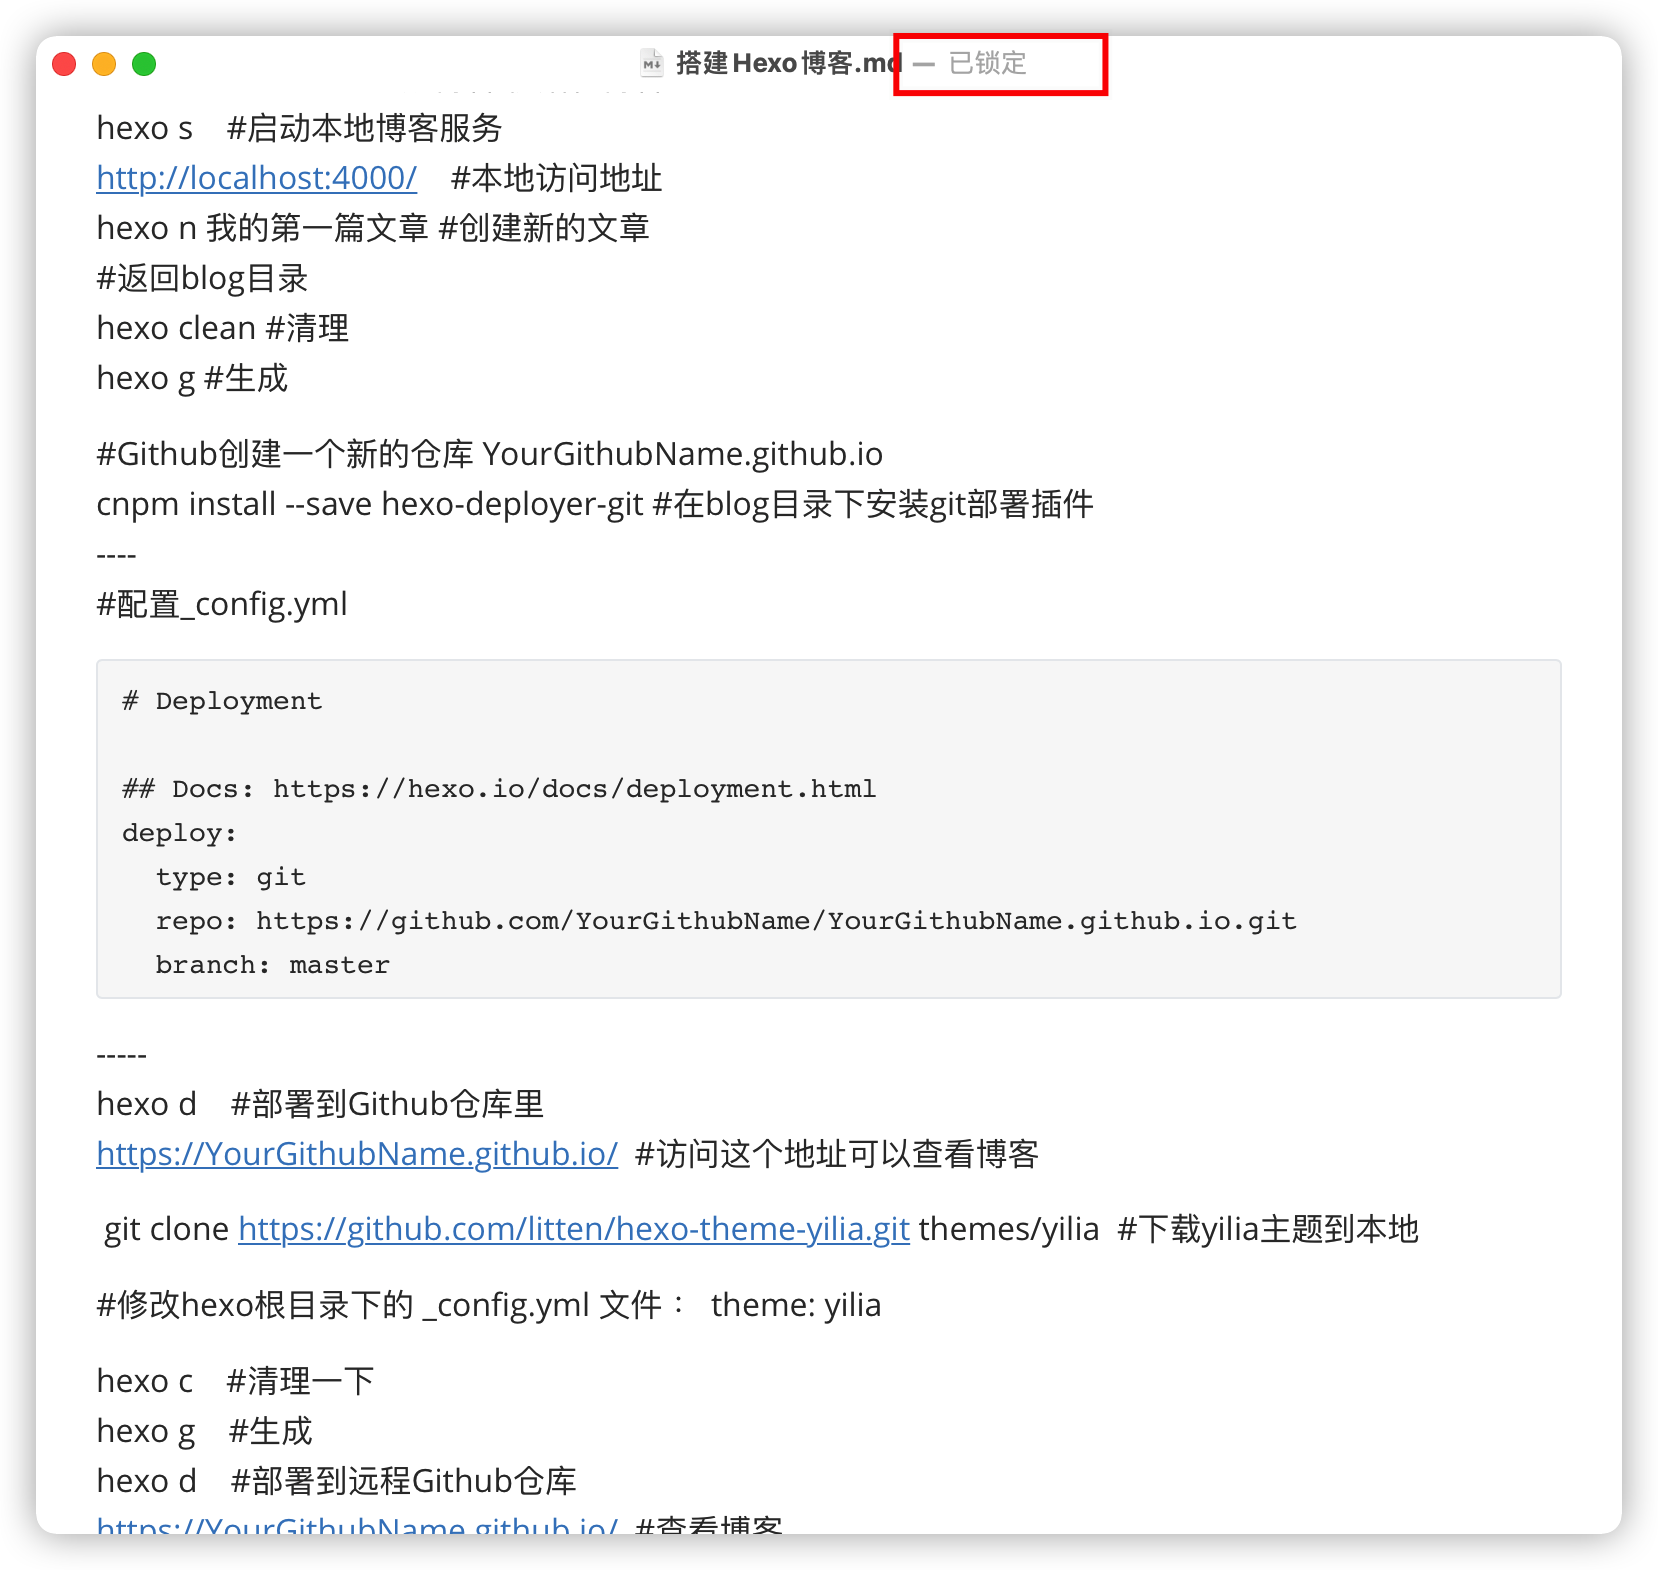 搭建Hexo博客.md — 已锁定
hexo s #启动本地博客服务
http://localhost:4000/ #本地访问地址
hexo n 我的第一篇文章 #创建新的文章
#返回blog目录
hexo clean #清理
hexo g #生成
#Github创建一个新的仓库 YourGithubName.github.io
cnpm install --save hexo-deployer-git #在blog目录下安装git部署插件
----
#配置_config.yml
# Deployment
## Docs: https://hexo.io/docs/deployment.html
deploy:
  type: git
  repo: https://github.com/YourGithubName/YourGithubName.github.io.git
  branch: master
-----
hexo d #部署到Github仓库里
https://YourGithubName.github.io/ #访问这个地址可以查看博客
git clone https://github.com/litten/hexo-theme-yilia.git themes/yilia #下载yilia主题到本地
#修改hexo根目录下的 _config.yml 文件： theme: yilia
hexo c #清理一下
hexo g #生成
hexo d #部署到远程Github仓库
https://YourGithubName.github.io/ #查看博客